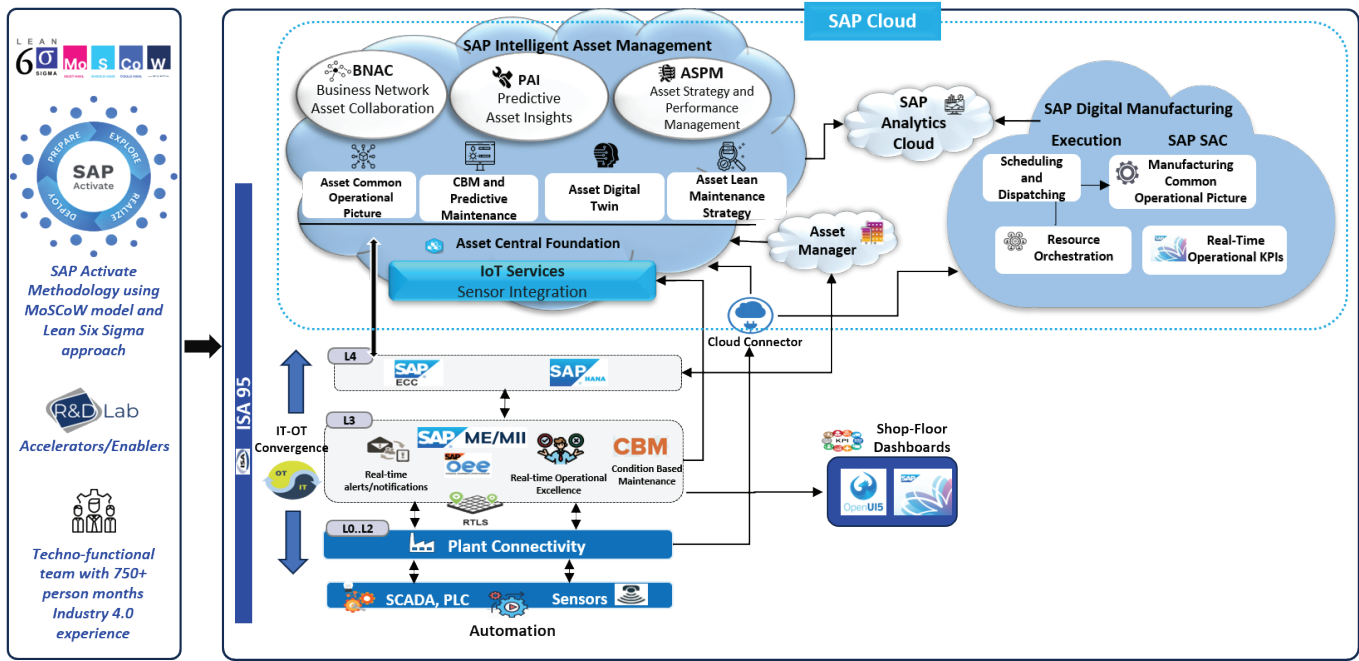 LEAN
6σ
SIGMA
Mo
S
Co
W
PREPARE
EXPLORE
REALIZE
DEPLOY
SAP
Activate
SAP Activate
Methodology using
MoSCoW model and
Lean Six Sigma
approach
R&D Lab
Accelerators/Enablers
Techno-functional
team with 750+
person months
Industry 4.0
experience
SAP Cloud
SAP Intelligent Asset Management
BNAC
Business Network
Asset Collaboration
PAI
Predictive
Asset Insights
ASPM
Asset Strategy and
Performance
Management
Asset Common
Operational
Picture
CBM and
Predictive
Maintenance
Asset Digital
Twin
Asset Lean
Maintenance
Strategy
Asset Central Foundation
IoT Services
Sensor Integration
SAP
Analytics
Cloud
Asset
Manager
Cloud Connector
SAP Digital Manufacturing
Execution
SAP SAC
Scheduling
and
Dispatching
Manufacturing
Common
Operational Picture
Resource
Orchestration
SAP
Real-Time
Operational KPIs
ISA 95
ISA
IT-OT
Convergence
OT
IT
L4
SAP
ECC
SAP
HANA
L3
Real-time
alerts/notifications
SAP ME/MII
SAP
oee
RTLS
Real-time Operational
Excellence
CBM
Condition Based
Maintenance
L0..L2
Plant Connectivity
SCADA, PLC
Sensors
Automation
KPI
Shop-Floor
Dashboards
OpenUI5
SAP